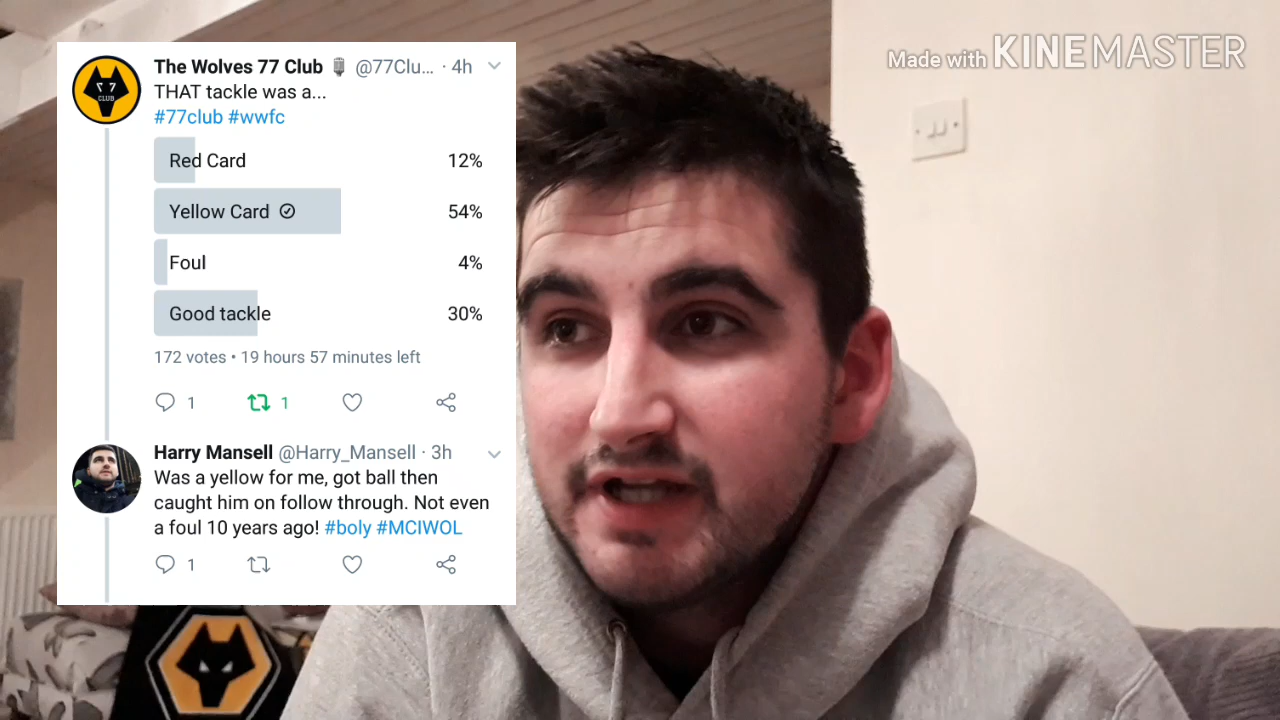 Made with KINEMASTER
The Wolves 77 Club 🎙 @77Clu... · 4h
THAT tackle was a...
#77club #wwfc
77
CLUB
Red Card 12%
Yellow Card 54%
Foul 4%
Good tackle 30%
172 votes • 19 hours 57 minutes left
1 1
Harry Mansell @Harry_Mansell · 3h
Was a yellow for me, got ball then
caught him on follow through. Not even
a foul 10 years ago! #boly #MCIWOL
1